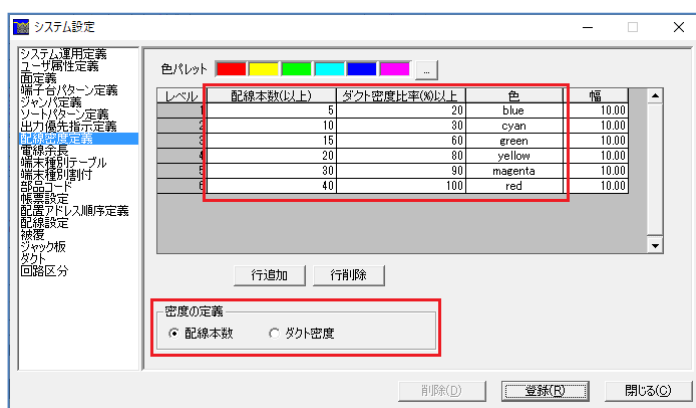 システム設定
システム運用定義
ユーザ属性定義
面定義
端子台パターン定義
ジャンパ定義
ソートパターン定義
出力優先指示定義
配線密度定義
電線余長
端末種別テーブル
端末種別割付
部品コード
帳票設定
配置アドレス順序定義
配線設定
被覆
ジャック板
ダクト
回路区分
色パレット ...
レベル 配線本数(以上) ダクト密度比率(%)以上 色 幅
1 5 20 blue 10.00
2 10 30 cyan 10.00
3 15 60 green 10.00
4 20 80 yellow 10.00
5 30 90 magenta 10.00
6 40 100 red 10.00
行追加 行削除
密度の定義
配線本数 ダクト密度
削除(D) 登録(R) 閉じる(C)